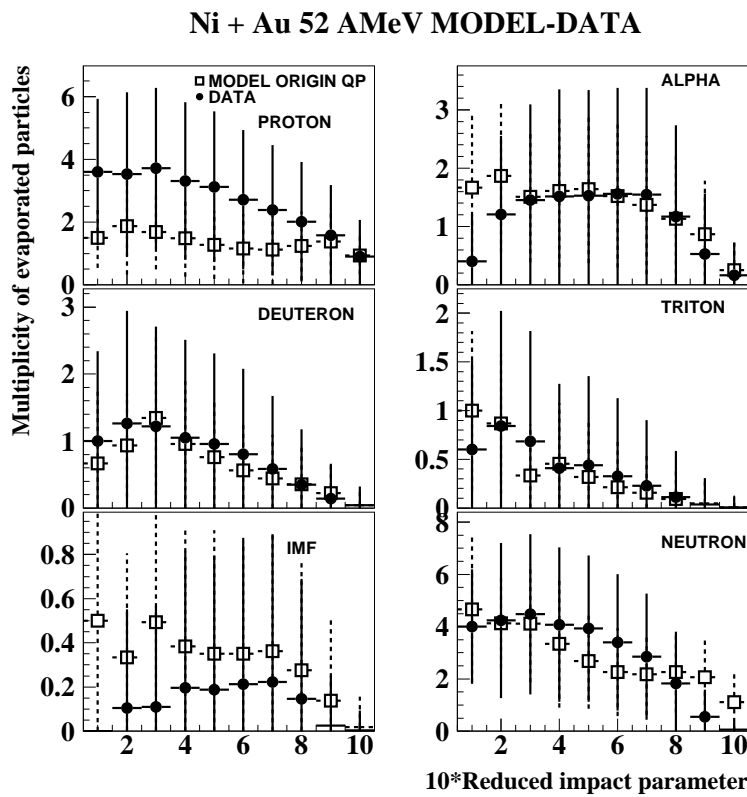 Ni + Au 52 AMeV MODEL-DATA
Multiplicity of evaporated particles
MODEL ORIGIN QP
DATA
PROTON
6
4
2
0
ALPHA
3
2
1
0
DEUTERON
3
2
1
0
TRITON
2
1.5
1
0.5
0
IMF
0.8
0.6
0.4
0.2
0
2 4 6 8 10
NEUTRON
8
6
4
2
0
2 4 6 8 10
10*Reduced impact parameter